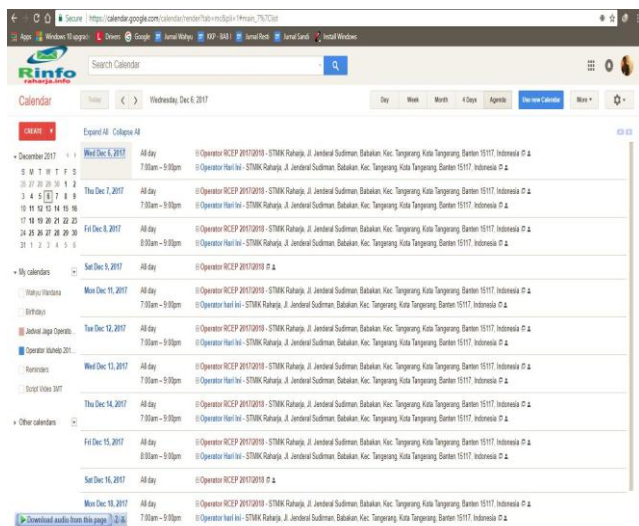 Secure https://calendar.google.com/calendar/render?tab=mc&pli=1#main_7%7Clist
Apps Windows 10 upgrad Drivers Google Jurnal Wahyu KKP - BAB I Jurnal Resti Jurnal Sandi Install Windows
Rinfo
raharja.info
Search Calendar
Calendar
Today
Wednesday, Dec 6, 2017
Day Week Month 4 Days Agenda Use new Calendar More
CREATE
Expand All Collapse All
December 2017
S M T W T F S
26 27 28 29 30 1 2
3 4 5 6 7 8 9
10 11 12 13 14 15 16
17 18 19 20 21 22 23
24 25 26 27 28 29 30
31 1 2 3 4 5 6
My calendars
Wahyu Wardana
Birthdays
Jadwal Jaga Operato...
Operator Iduhelp 201...
Reminders
Script Video 3MT
Other calendars
Wed Dec 6, 2017 All day Operator RCEP 2017/2018 - STMIK Raharja, Jl. Jenderal Sudirman, Babakan, Kec. Tangerang, Kota Tangerang, Banten 15117, Indonesia
7:00am – 9:00pm Operator Hari Ini - STMIK Raharja, Jl. Jenderal Sudirman, Babakan, Kec. Tangerang, Kota Tangerang, Banten 15117, Indonesia
Thu Dec 7, 2017 All day Operator RCEP 2017/2018 - STMIK Raharja, Jl. Jenderal Sudirman, Babakan, Kec. Tangerang, Kota Tangerang, Banten 15117, Indonesia
7:00am – 9:00pm Operator Hari Ini - STMIK Raharja, Jl. Jenderal Sudirman, Babakan, Kec. Tangerang, Kota Tangerang, Banten 15117, Indonesia
Fri Dec 8, 2017 All day Operator RCEP 2017/2018 - STMIK Raharja, Jl. Jenderal Sudirman, Babakan, Kec. Tangerang, Kota Tangerang, Banten 15117, Indonesia
8:00am – 9:00pm Operator Hari Ini - STMIK Raharja, Jl. Jenderal Sudirman, Babakan, Kec. Tangerang, Kota Tangerang, Banten 15117, Indonesia
Sat Dec 9, 2017 All day Operator RCEP 2017/2018
Mon Dec 11, 2017 All day Operator RCEP 2017/2018 - STMIK Raharja, Jl. Jenderal Sudirman, Babakan, Kec. Tangerang, Kota Tangerang, Banten 15117, Indonesia
7:00am – 9:00pm Operator hari ini - STMIK Raharja, Jl. Jenderal Sudirman, Babakan, Kec. Tangerang, Kota Tangerang, Banten 15117, Indonesia
Tue Dec 12, 2017 All day Operator RCEP 2017/2018 - STMIK Raharja, Jl. Jenderal Sudirman, Babakan, Kec. Tangerang, Kota Tangerang, Banten 15117, Indonesia
7:00am – 9:00pm Operator Hari Ini - STMIK Raharja, Jl. Jenderal Sudirman, Babakan, Kec. Tangerang, Kota Tangerang, Banten 15117, Indonesia
Wed Dec 13, 2017 All day Operator RCEP 2017/2018 - STMIK Raharja, Jl. Jenderal Sudirman, Babakan, Kec. Tangerang, Kota Tangerang, Banten 15117, Indonesia
7:00am – 9:00pm Operator Hari Ini - STMIK Raharja, Jl. Jenderal Sudirman, Babakan, Kec. Tangerang, Kota Tangerang, Banten 15117, Indonesia
Thu Dec 14, 2017 All day Operator RCEP 2017/2018 - STMIK Raharja, Jl. Jenderal Sudirman, Babakan, Kec. Tangerang, Kota Tangerang, Banten 15117, Indonesia
7:00am – 9:00pm Operator Hari Ini - STMIK Raharja, Jl. Jenderal Sudirman, Babakan, Kec. Tangerang, Kota Tangerang, Banten 15117, Indonesia
Fri Dec 15, 2017 All day Operator RCEP 2017/2018 - STMIK Raharja, Jl. Jenderal Sudirman, Babakan, Kec. Tangerang, Kota Tangerang, Banten 15117, Indonesia
8:00am – 9:00pm Operator Hari Ini - STMIK Raharja, Jl. Jenderal Sudirman, Babakan, Kec. Tangerang, Kota Tangerang, Banten 15117, Indonesia
Sat Dec 16, 2017 All day Operator RCEP 2017/2018
Mon Dec 18, 2017 All day Operator RCEP 2017/2018 - STMIK Raharja, Jl. Jenderal Sudirman, Babakan, Kec. Tangerang, Kota Tangerang, Banten 15117, Indonesia
7:00am – 9:00pm Operator hari ini - STMIK Raharja, Jl. Jenderal Sudirman, Babakan, Kec. Tangerang, Kota Tangerang, Banten 15117, Indonesia
Download audio from this page